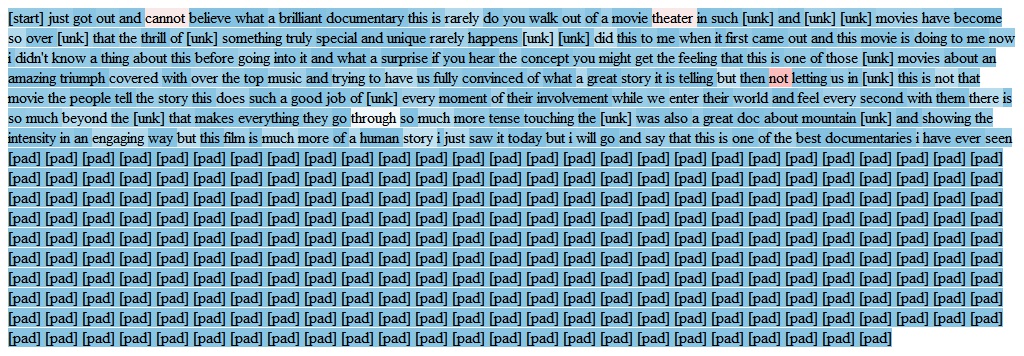 [start] just got out and cannot believe what a brilliant documentary this is rarely do you walk out of a movie theater in such [unk] and [unk] [unk] movies have become
so over [unk] that the thrill of [unk] something truly special and unique rarely happens [unk] [unk] did this to me when it first came out and this movie is doing to me now
i didn't know a thing about this before going into it and what a surprise if you hear the concept you might get the feeling that this is one of those [unk] movies about an
amazing triumph covered with over the top music and trying to have us fully convinced of what a great story it is telling but then not letting us in [unk] this is not that
movie the people tell the story this does such a good job of [unk] every moment of their involvement while we enter their world and feel every second with them there is
so much beyond the [unk] that makes everything they go through so much more tense touching the [unk] was also a great doc about mountain [unk] and showing the
intensity in an engaging way but this film is much more of a human story i just saw it today but i will go and say that this is one of the best documentaries i have ever seen
[pad] [pad] [pad] [pad] [pad] [pad] [pad] [pad] [pad] [pad] [pad] [pad] [pad] [pad] [pad] [pad] [pad] [pad] [pad] [pad] [pad] [pad] [pad] [pad] [pad] [pad] [pad]
[pad] [pad] [pad] [pad] [pad] [pad] [pad] [pad] [pad] [pad] [pad] [pad] [pad] [pad] [pad] [pad] [pad] [pad] [pad] [pad] [pad] [pad] [pad] [pad] [pad] [pad] [pad]
[pad] [pad] [pad] [pad] [pad] [pad] [pad] [pad] [pad] [pad] [pad] [pad] [pad] [pad] [pad] [pad] [pad] [pad] [pad] [pad] [pad] [pad] [pad] [pad] [pad] [pad] [pad]
[pad] [pad] [pad] [pad] [pad] [pad] [pad] [pad] [pad] [pad] [pad] [pad] [pad] [pad] [pad] [pad] [pad] [pad] [pad] [pad] [pad] [pad] [pad] [pad] [pad] [pad] [pad]
[pad] [pad] [pad] [pad] [pad] [pad] [pad] [pad] [pad] [pad] [pad] [pad] [pad] [pad] [pad] [pad] [pad] [pad] [pad] [pad] [pad] [pad] [pad] [pad] [pad] [pad] [pad]
[pad] [pad] [pad] [pad] [pad] [pad] [pad] [pad] [pad] [pad] [pad] [pad] [pad] [pad] [pad] [pad] [pad] [pad] [pad] [pad] [pad] [pad] [pad] [pad] [pad] [pad] [pad]
[pad] [pad] [pad] [pad] [pad] [pad] [pad] [pad] [pad] [pad] [pad] [pad] [pad] [pad] [pad] [pad] [pad] [pad] [pad] [pad] [pad] [pad] [pad] [pad] [pad] [pad] [pad]
[pad] [pad] [pad] [pad] [pad] [pad] [pad] [pad] [pad] [pad] [pad] [pad] [pad] [pad] [pad] [pad] [pad] [pad] [pad] [pad] [pad] [pad] [pad] [pad] [pad] [pad] [pad]
[pad] [pad] [pad] [pad] [pad] [pad] [pad] [pad] [pad] [pad] [pad] [pad] [pad] [pad] [pad] [pad] [pad] [pad] [pad] [pad] [pad] [pad] [pad] [pad] [pad] [pad] [pad]
[pad] [pad] [pad] [pad] [pad] [pad] [pad] [pad] [pad] [pad] [pad] [pad] [pad] [pad] [pad] [pad] [pad] [pad] [pad] [pad] [pad] [pad] [pad] [pad]